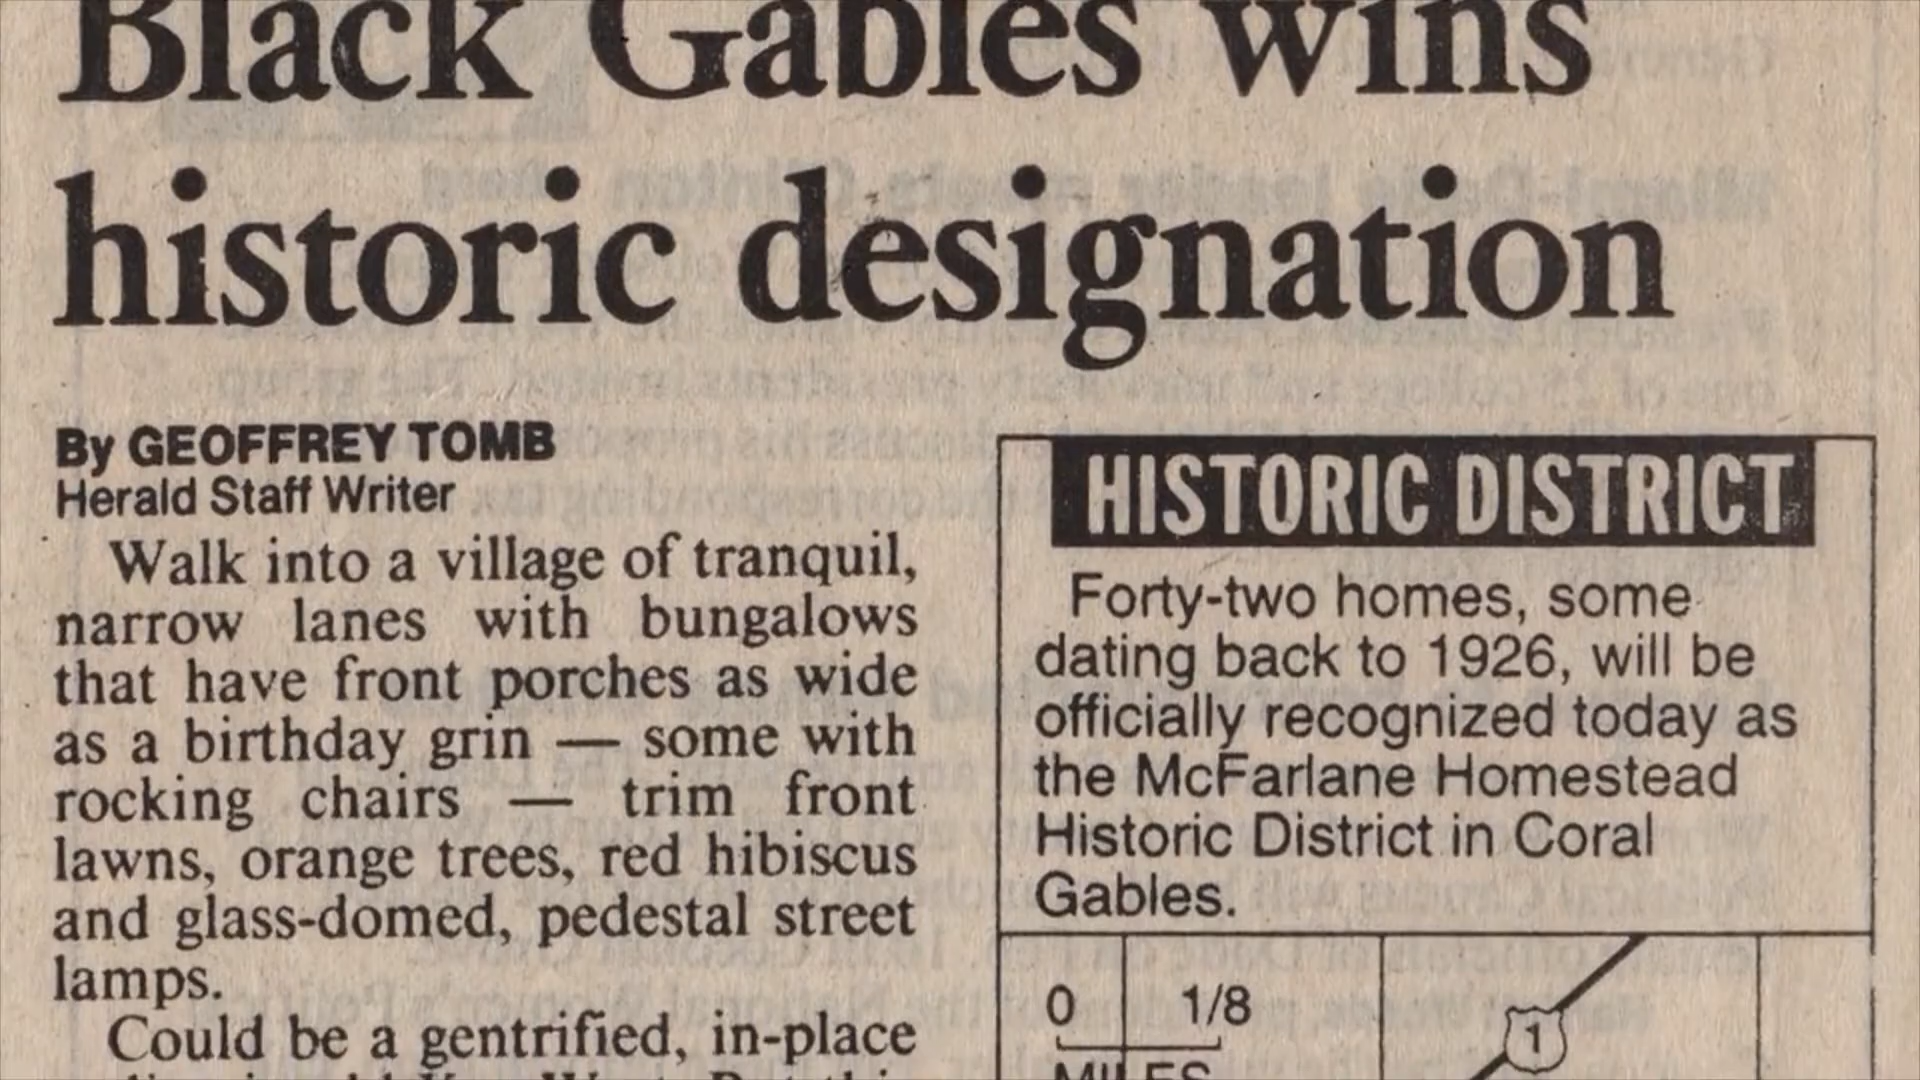 Black Gables wins
historic designation
By GEOFFREY TOMB
Herald Staff Writer
Walk into a village of tranquil,
narrow lanes with bungalows
that have front porches as wide
as a birthday grin — some with
rocking chairs — trim front
lawns, orange trees, red hibiscus
and glass-domed, pedestal street
lamps.
Could be a gentrified, in-place
HISTORIC DISTRICT
Forty-two homes, some
dating back to 1926, will be
officially recognized today as
the McFarlane Homestead
Historic District in Coral
Gables.
0 1/8
MILES
1